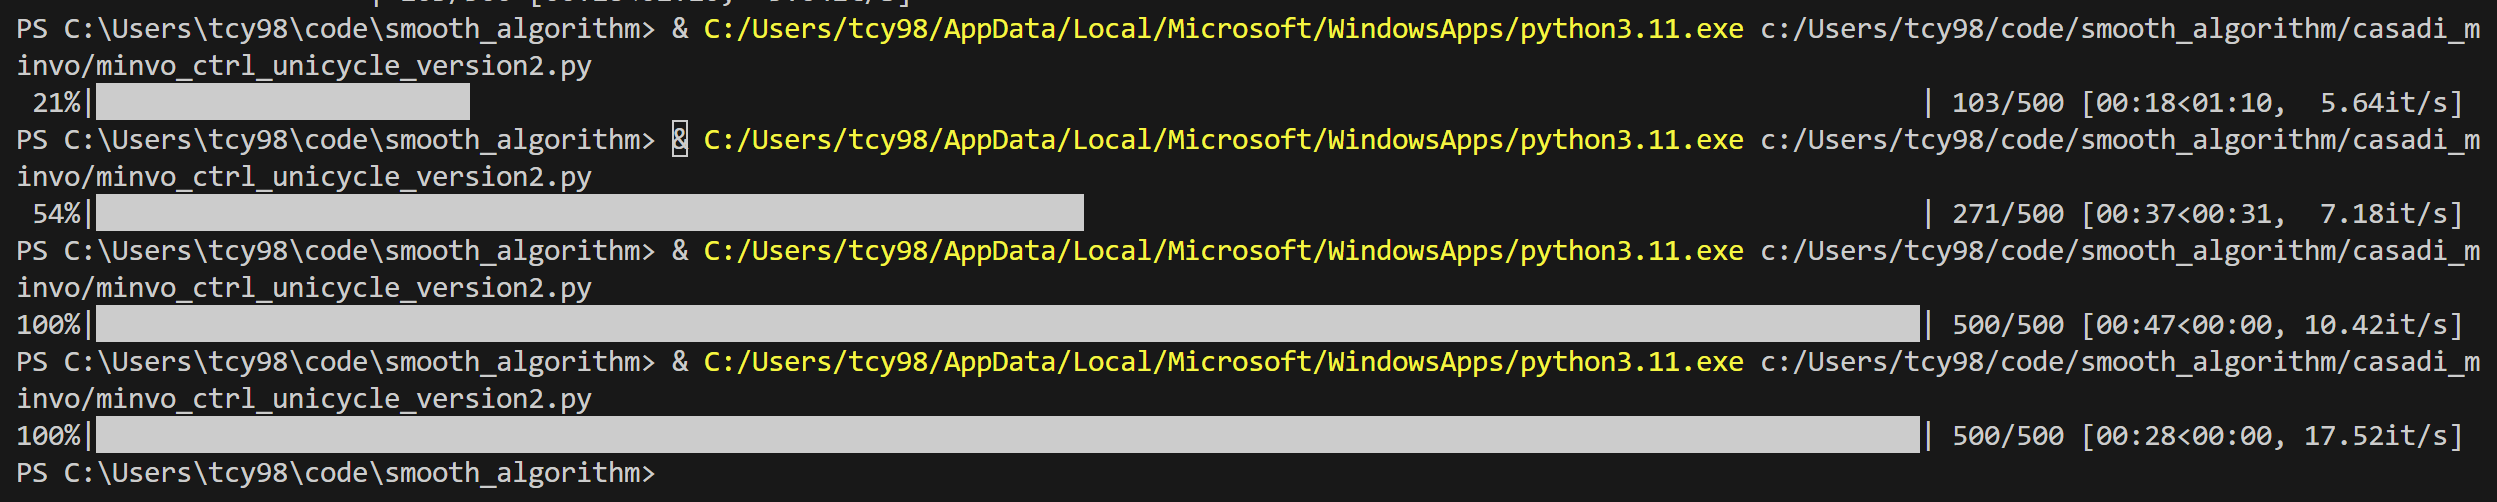 PS C:\Users\tcy98\code\smooth_algorithm> & C:/Users/tcy98/AppData/Local/Microsoft/WindowsApps/python3.11.exe c:/Users/tcy98/code/smooth_algorithm/casadi_m
invo/minvo_ctrl_unicycle_version2.py
21%| | 103/500 [00:18<01:10, 5.64it/s]
PS C:\Users\tcy98\code\smooth_algorithm> & C:/Users/tcy98/AppData/Local/Microsoft/WindowsApps/python3.11.exe c:/Users/tcy98/code/smooth_algorithm/casadi_m
invo/minvo_ctrl_unicycle_version2.py
54%| | 271/500 [00:37<00:31, 7.18it/s]
PS C:\Users\tcy98\code\smooth_algorithm> & C:/Users/tcy98/AppData/Local/Microsoft/WindowsApps/python3.11.exe c:/Users/tcy98/code/smooth_algorithm/casadi_m
invo/minvo_ctrl_unicycle_version2.py
100%| | 500/500 [00:47<00:00, 10.42it/s]
PS C:\Users\tcy98\code\smooth_algorithm> & C:/Users/tcy98/AppData/Local/Microsoft/WindowsApps/python3.11.exe c:/Users/tcy98/code/smooth_algorithm/casadi_m
invo/minvo_ctrl_unicycle_version2.py
100%| | 500/500 [00:28<00:00, 17.52it/s]
PS C:\Users\tcy98\code\smooth_algorithm>